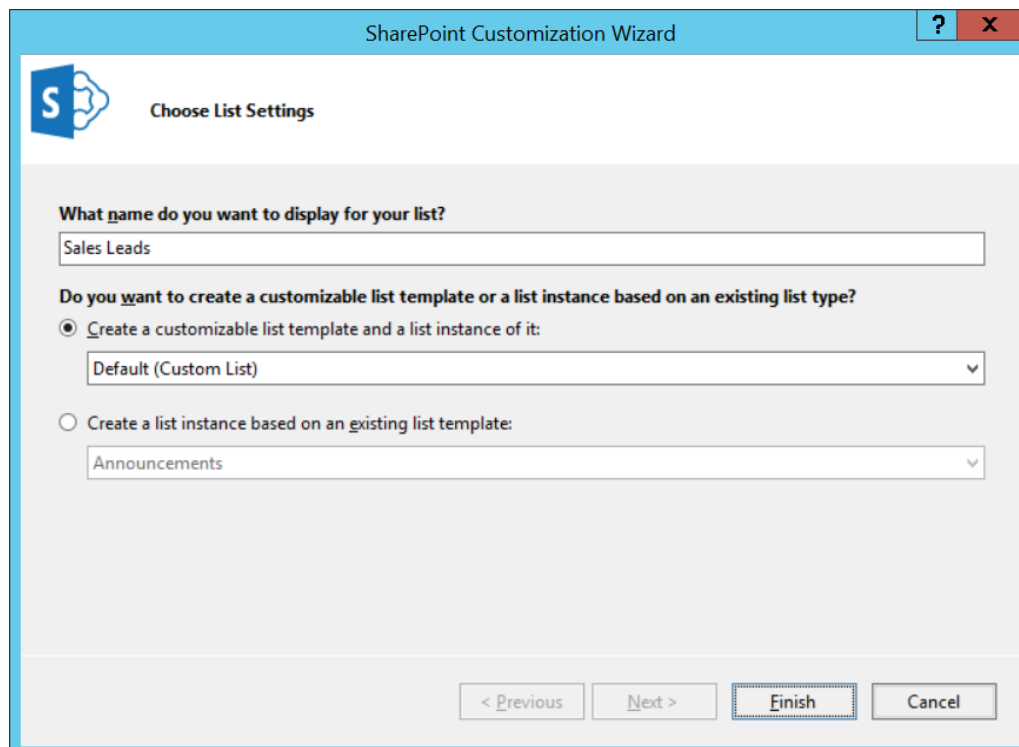 SharePoint Customization Wizard
? X
S
Choose List Settings
What name do you want to display for your list?
Sales Leads
Do you want to create a customizable list template or a list instance based on an existing list type?
Create a customizable list template and a list instance of it:
Default (Custom List)
Create a list instance based on an existing list template:
Announcements
< Previous Next > Finish Cancel